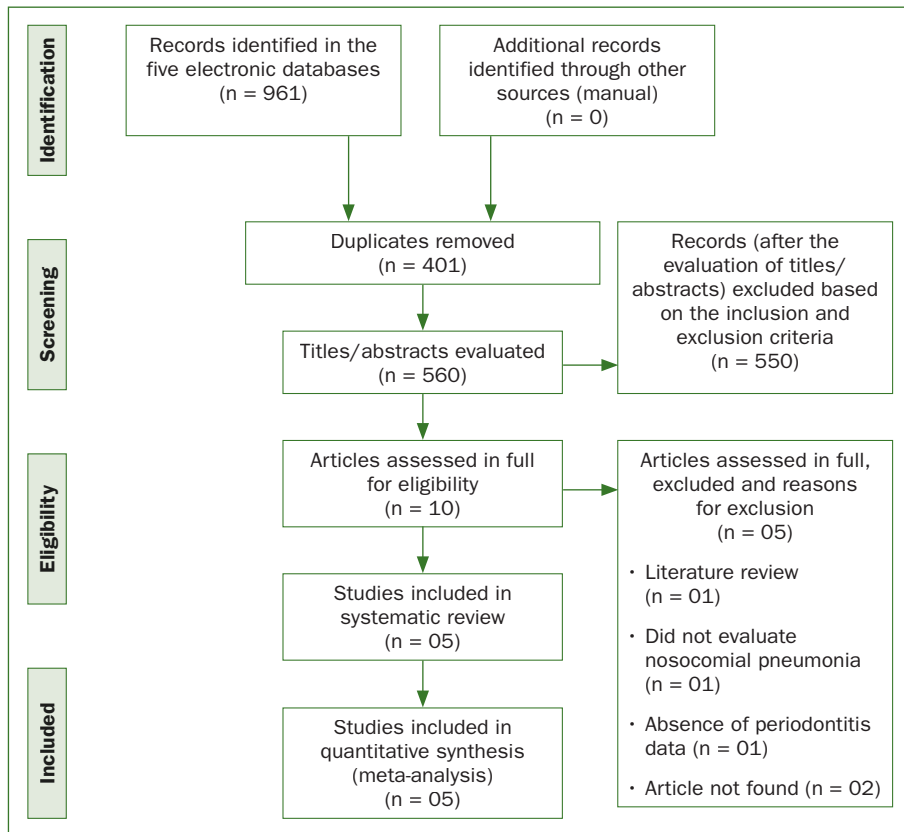 Identification
Records identified in the
five electronic databases
(n = 961)
Additional records
identified through other
sources (manual)
(n = 0)
Screening
Duplicates removed
(n = 401)
Records (after the
evaluation of titles/
abstracts) excluded based
on the inclusion and
exclusion criteria
(n = 550)
Titles/abstracts evaluated
(n = 560)
Eligibility
Articles assessed in full
for eligibility
(n = 10)
Articles assessed in full,
excluded and reasons
for exclusion
(n = 05)
• Literature review
(n = 01)
• Did not evaluate
nosocomial pneumonia
(n = 01)
• Absence of periodontitis
data (n = 01)
• Article not found (n = 02)
Studies included in
systematic review
(n = 05)
Included
Studies included in
quantitative synthesis
(meta-analysis)
(n = 05)